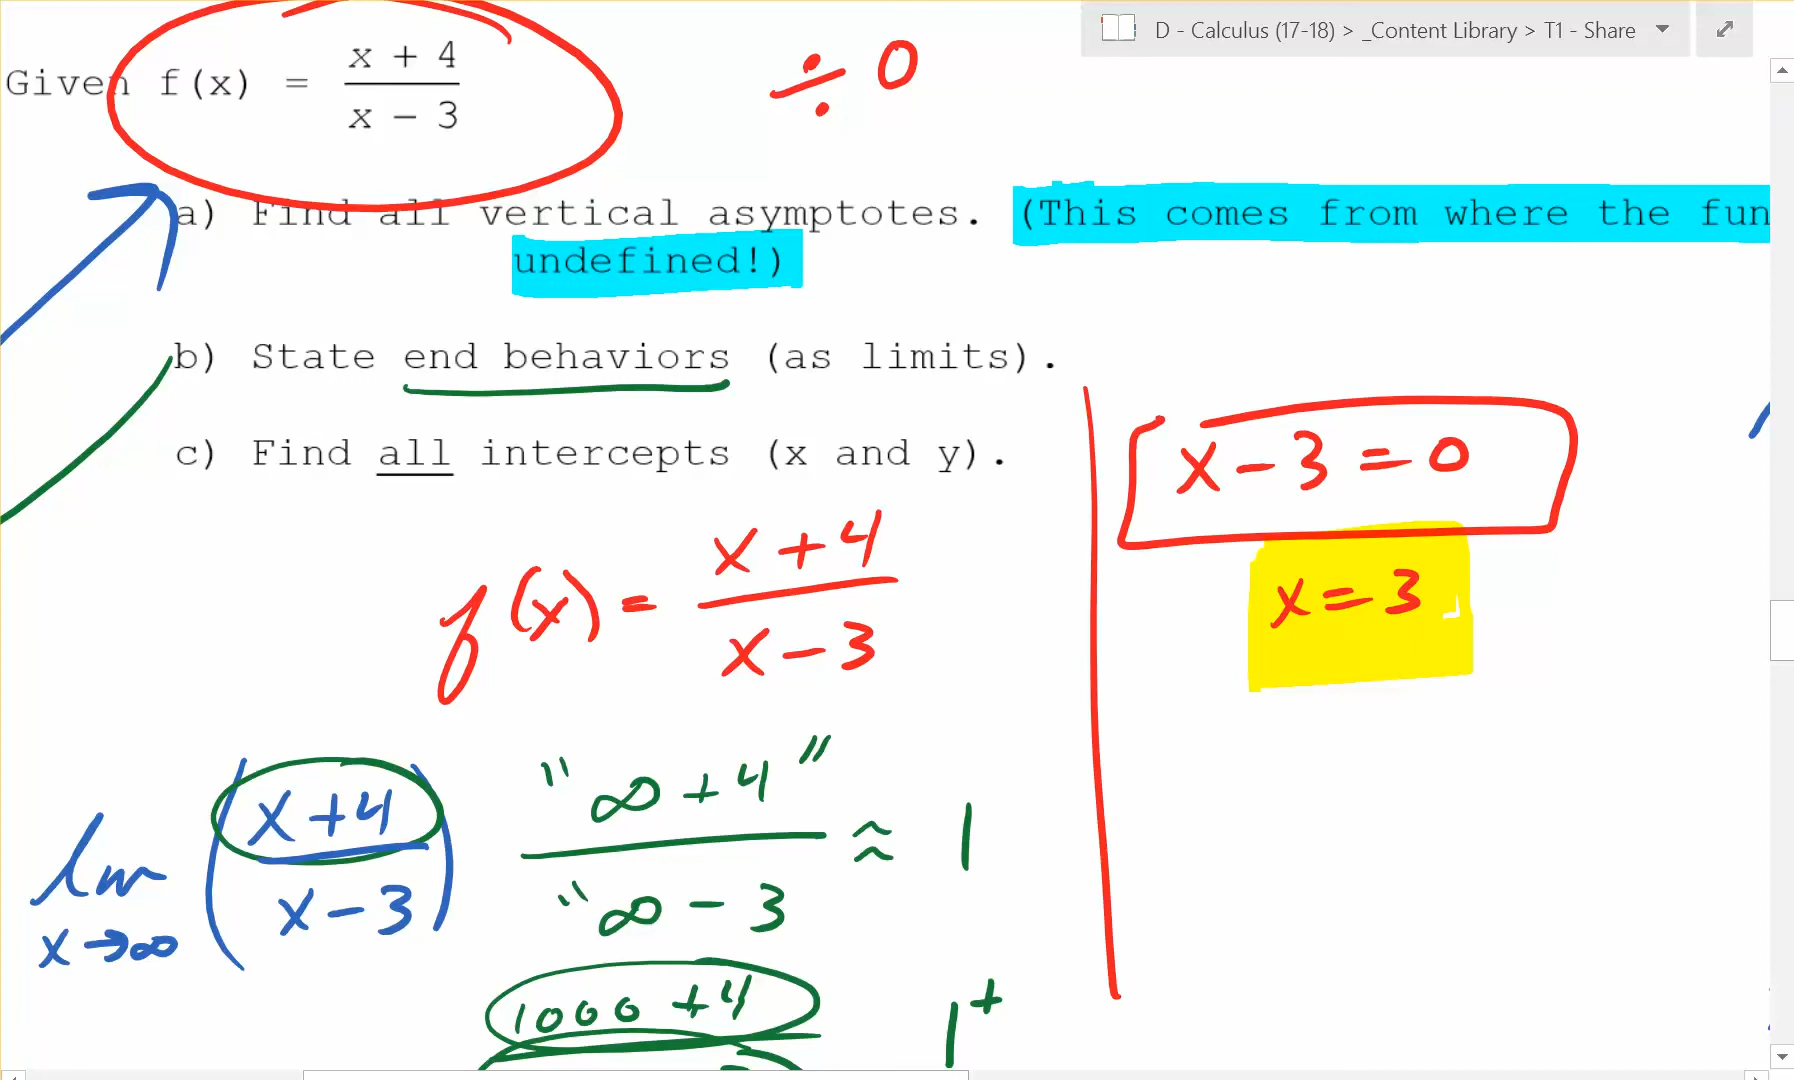 D - Calculus (17-18) > _Content Library > T1 - Share
Given f(x) = x + 4
x - 3
÷ 0
a) Find all vertical asymptotes. (This comes from where the fun
undefined!)
b) State end behaviors (as limits).
c) Find all intercepts (x and y).
x - 3 = 0
x = 3
f(x) = x + 4
x - 3
lim x→∞ (x + 4
x - 3)
"∞ + 4"
"∞ - 3
≈ 1
1000 + 4
1+